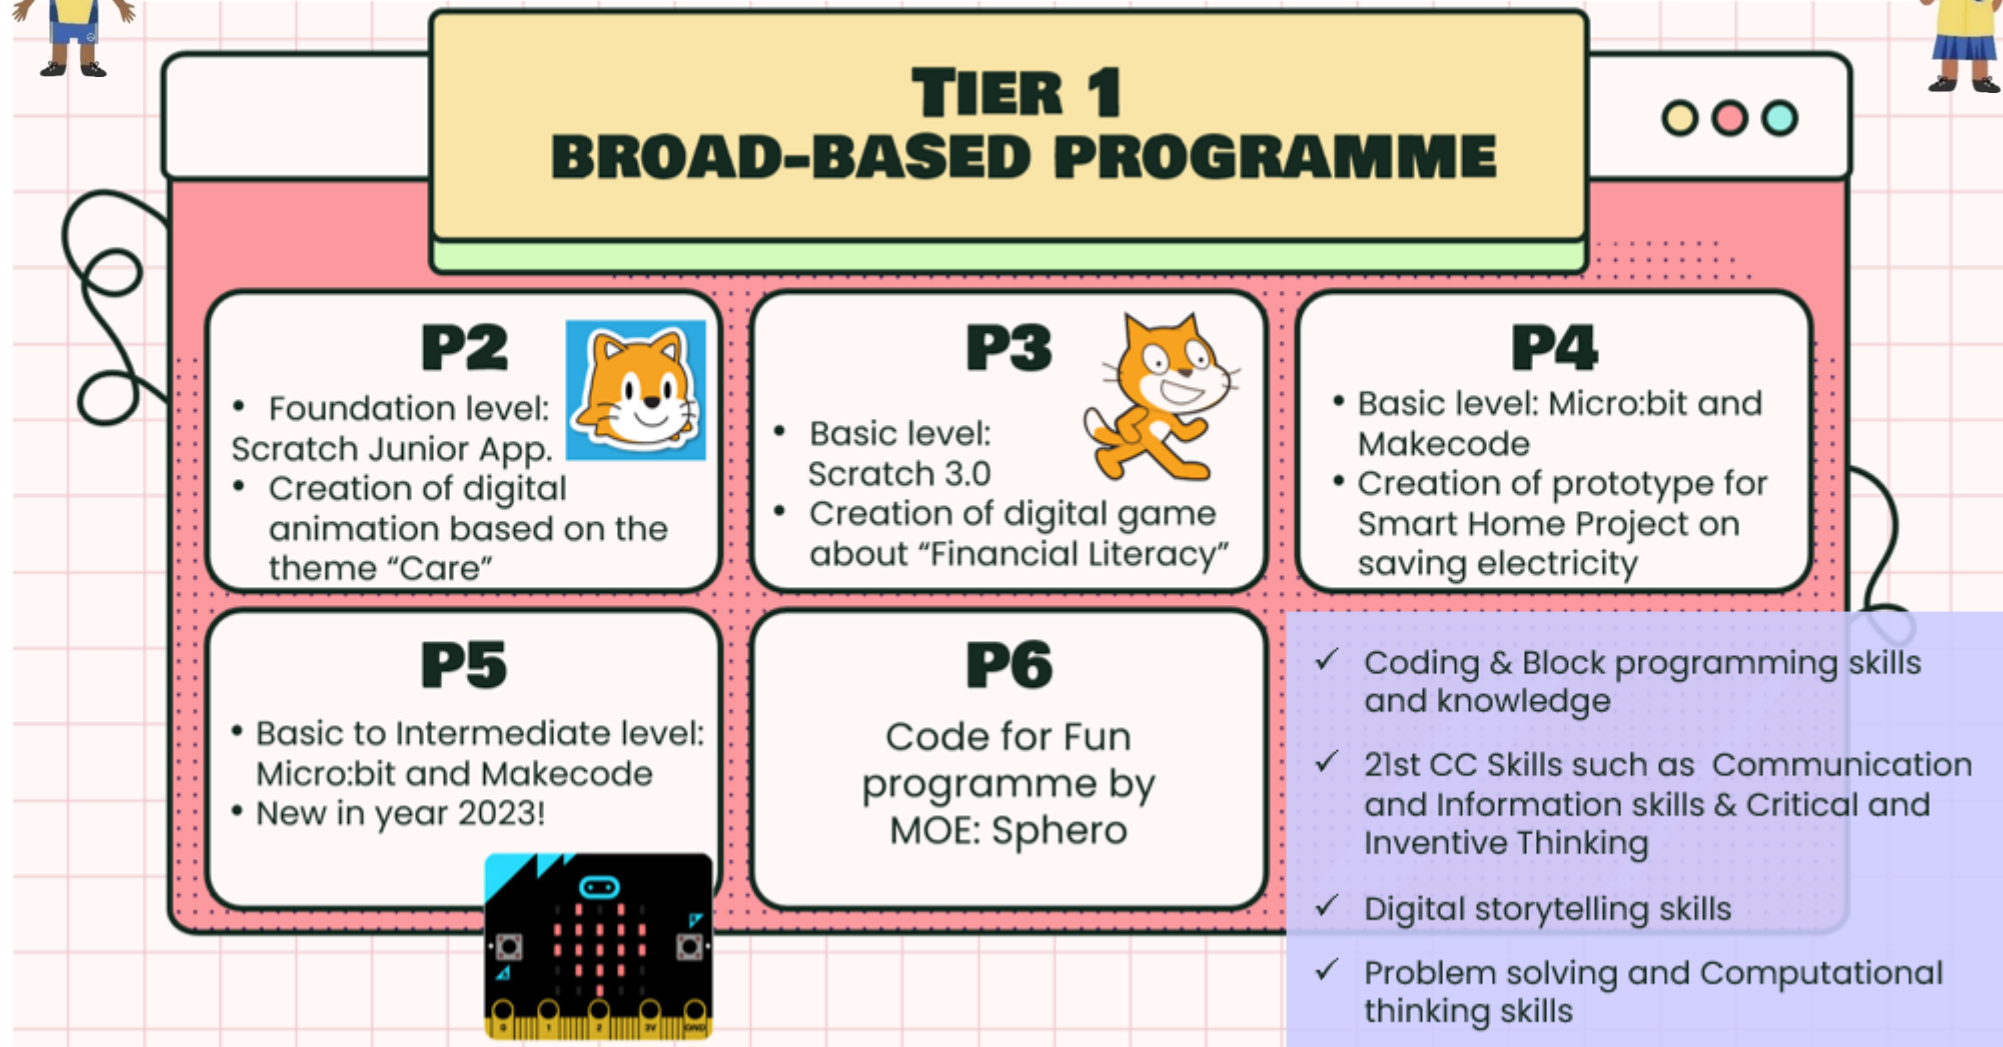 TIER 1
BROAD-BASED PROGRAMME
P2
• Foundation level:
Scratch Junior App.
• Creation of digital
animation based on the
theme “Care”
P3
• Basic level:
Scratch 3.0
• Creation of digital game
about “Financial Literacy”
P4
• Basic level: Micro:bit and
Makecode
• Creation of prototype for
Smart Home Project on
saving electricity
P5
• Basic to Intermediate level:
Micro:bit and Makecode
• New in year 2023!
0 1 2 3V GND
P6
Code for Fun
programme by
MOE: Sphero
✓ Coding & Block programming skills
and knowledge
✓ 21st CC Skills such as Communication
and Information skills & Critical and
Inventive Thinking
✓ Digital storytelling skills
✓ Problem solving and Computational
thinking skills